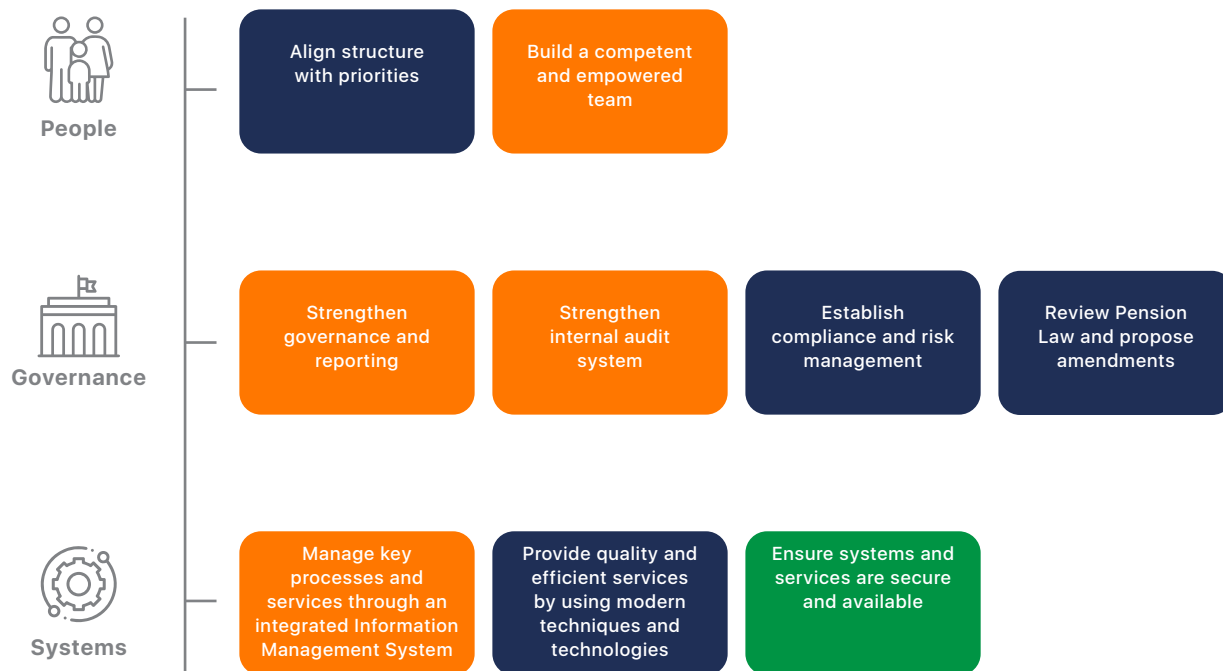 People
Align structure
with priorities
Build a competent
and empowered
team
Governance
Strengthen
governance and
reporting
Strengthen
internal audit
system
Establish
compliance and risk
management
Review Pension
Law and propose
amendments
Systems
Manage key
processes and
services through an
integrated Information
Management System
Provide quality and
efficient services
by using modern
techniques and
technologies
Ensure systems and
services are secure
and available